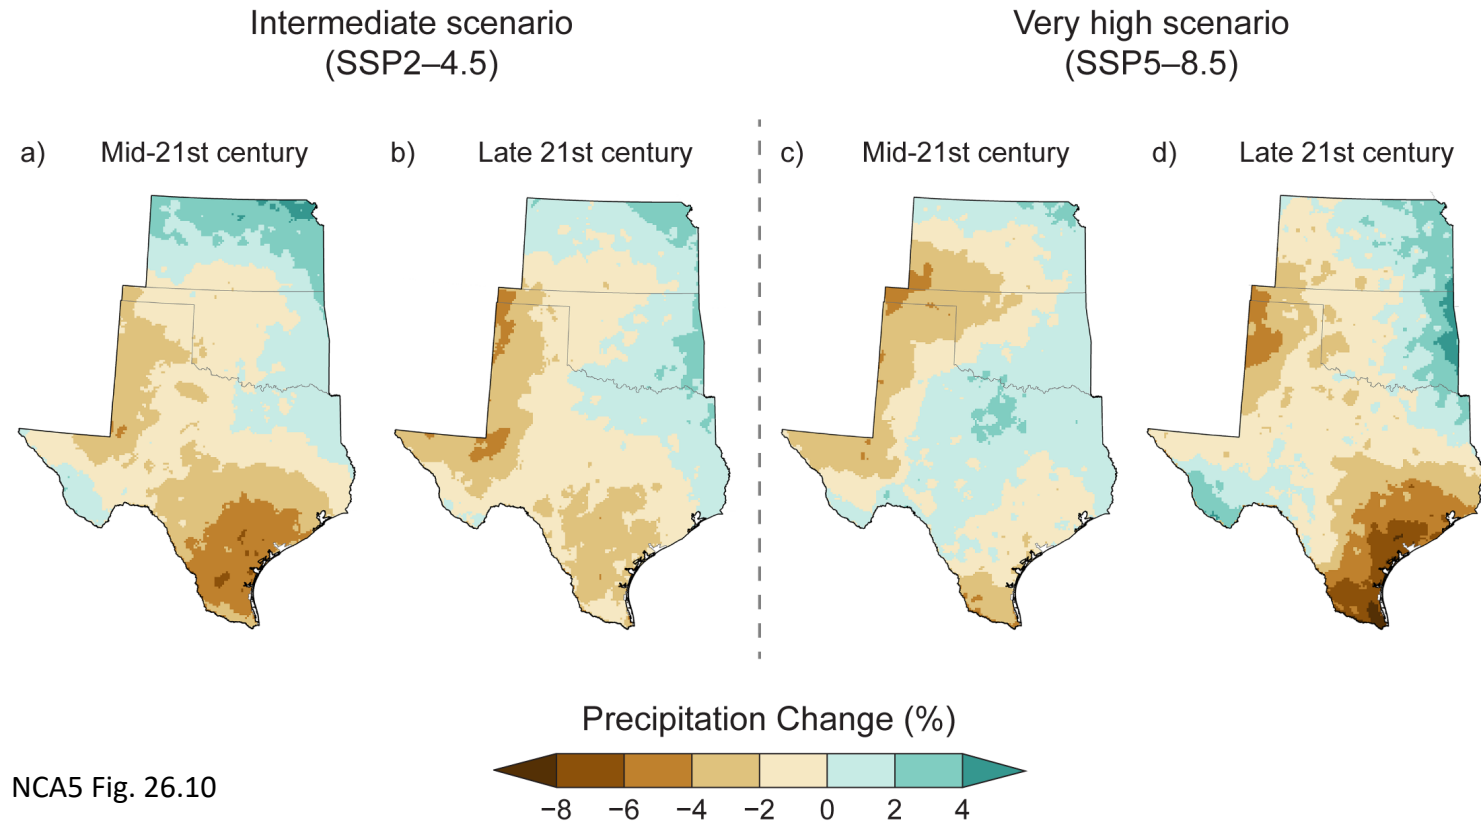 Intermediate scenario
(SSP2–4.5)
Very high scenario
(SSP5–8.5)
a) Mid-21st century
b) Late 21st century
c) Mid-21st century
d) Late 21st century
Precipitation Change (%)
−8 −6 −4 −2 0 2 4
NCA5 Fig. 26.10